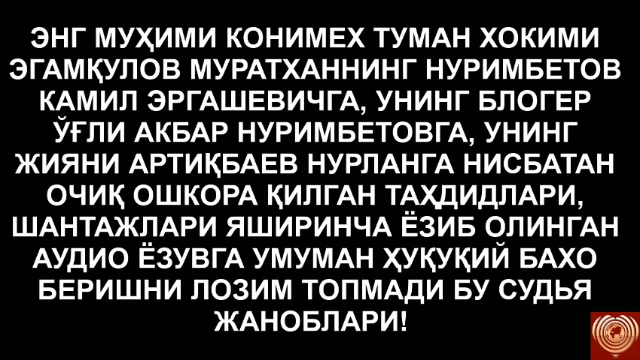 ЭНГ МУҲИМИ КОНИМЕХ ТУМАН ХОКИМИ
ЭГАМҚУЛОВ МУРАТХАННИНГ НУРИМБЕТОВ
КАМИЛ ЭРГАШЕВИЧГА, УНИНГ БЛОГЕР
ЎҒЛИ АКБАР НУРИМБЕТОВГА, УНИНГ
ЖИЯНИ АРТИҚБАЕВ НУРЛАНГА НИСБАТАН
ОЧИҚ ОШКОРА ҚИЛГАН ТАҲДИДЛАРИ,
ШАНТАЖЛАРИ ЯШИРИНЧА ЁЗИБ ОЛИНГАН
АУДИО ЁЗУВГА УМУМАН ҲУҚУҚИЙ БАХО
БЕРИШНИ ЛОЗИМ ТОПМАДИ БУ СУДЬЯ
ЖАНОБЛАРИ!